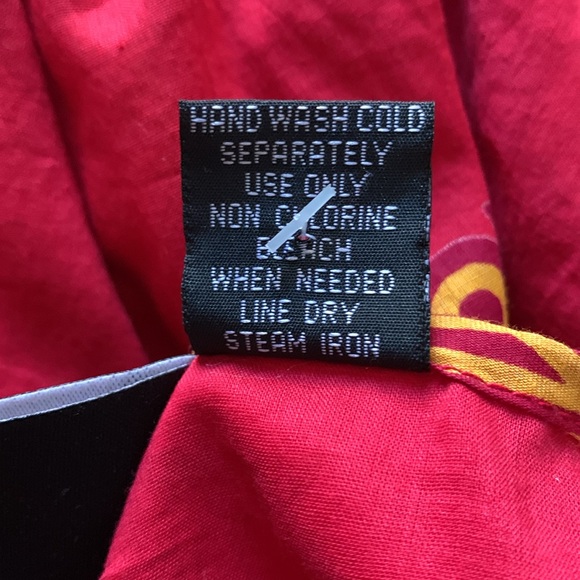 HAND WASH COLD
SEPARATELY
USE ONLY
NON CHLORINE
BLEACH
WHEN NEEDED
LINE DRY
STEAM IRON